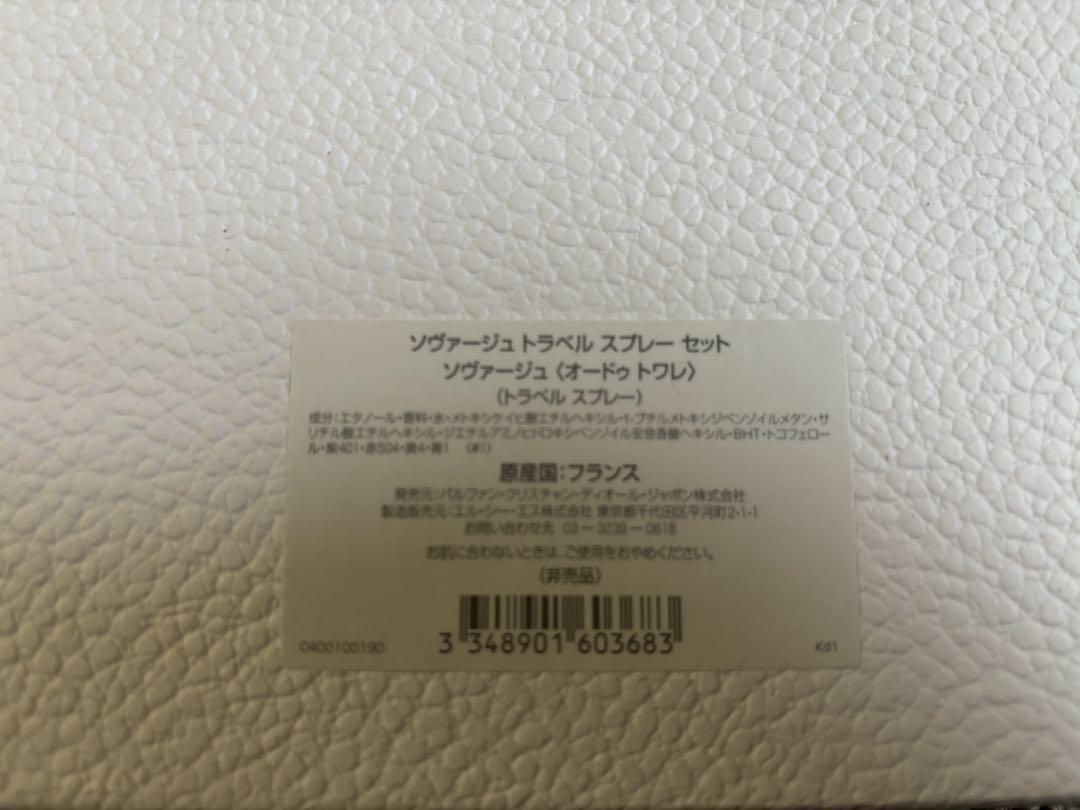 ソヴァージュ トラベル スプレー セット
ソヴァージュ〈オードゥ トワレ〉
(トラベル スプレー)
成分：エタノール・香料・水・メトキシケイヒ酸エチルヘキシル・t-ブチルメトキシジベンゾイルメタン・サ
リチル酸エチルヘキシル・ジエチルアミノヒドロキシベンゾイル安息香酸ヘキシル・BHT・トコフェロー
ル・紫401・赤504・黄4・青1 (#1)
原産国：フランス
発売元：パルファン・クリスチャン・ディオール・ジャポン株式会社
製造販売元：エル・シー・エス株式会社 東京都千代田区平河町2-1-1
お問い合わせ先 03－3239－0618
お肌に合わないときは、ご使用をおやめください。
(非売品)
3 348901 603683
0400100190
Kd1